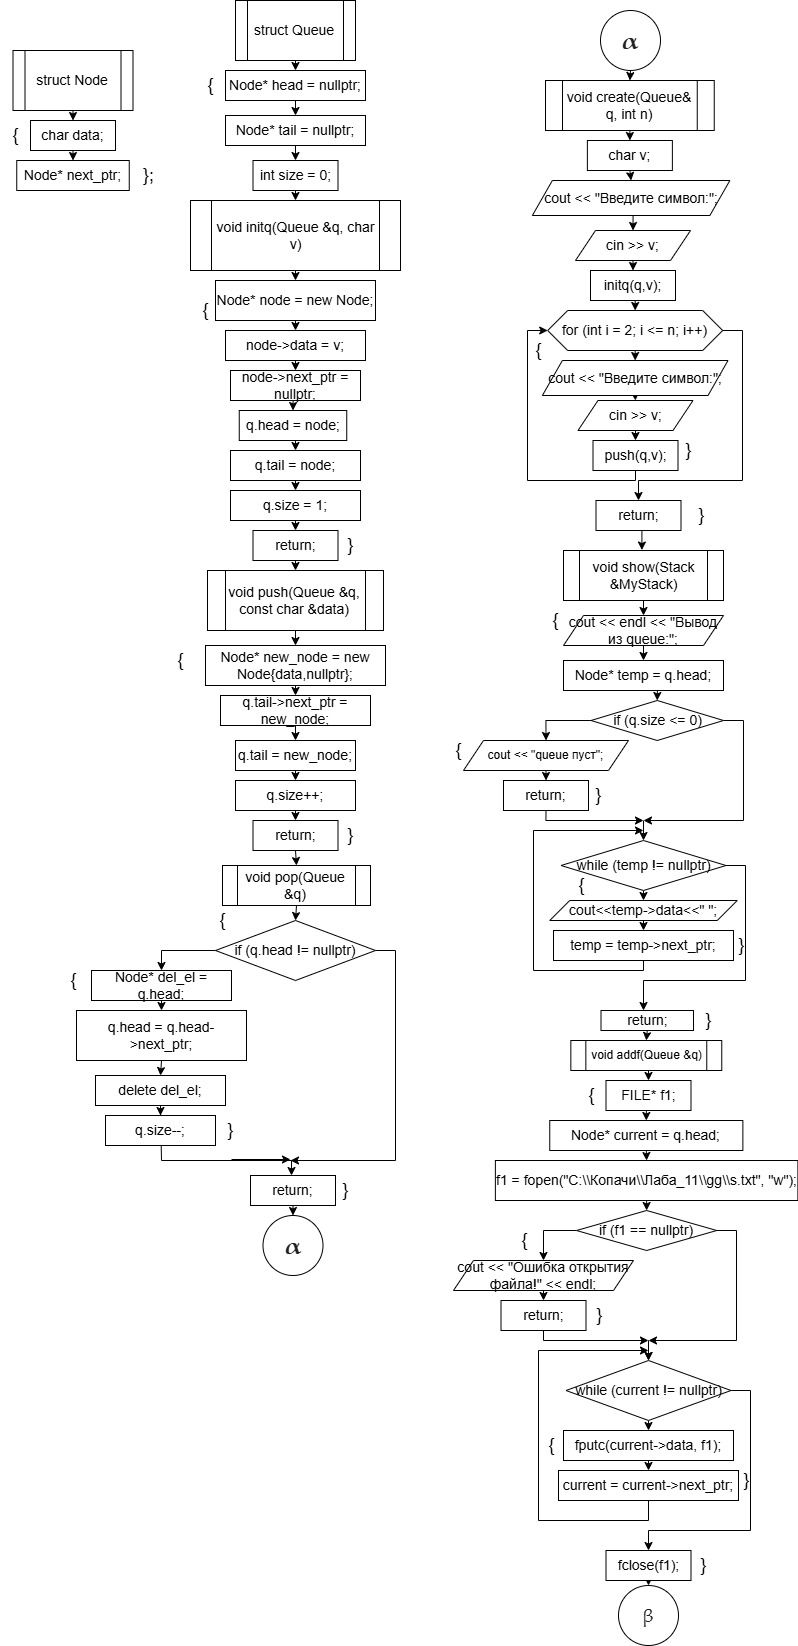 struct Node
{
char data;
Node* next_ptr;
};
struct Queue
{
Node* head = nullptr;
Node* tail = nullptr;
int size = 0;
void initq(Queue &q, char
v)
{
Node* node = new Node;
node->data = v;
node->next_ptr =
nullptr;
q.head = node;
q.tail = node;
q.size = 1;
return;
}
void push(Queue &q,
const char &data)
{
Node* new_node = new
Node{data,nullptr};
q.tail->next_ptr =
new_node;
q.tail = new_node;
q.size++;
return;
}
void pop(Queue
&q)
{
if (q.head != nullptr)
{
Node* del_el =
q.head;
q.head = q.head-
>next_ptr;
delete del_el;
q.size--;
}
return;
}
α
α
void create(Queue&
q, int n)
char v;
cout << "Введите символ:";
cin >> v;
initq(q,v);
for (int i = 2; i <= n; i++)
{
cout << "Введите символ:";
cin >> v;
push(q,v);
}
return;
}
void show(Stack
&MyStack)
{
cout << endl << "Вывод
из queue:";
Node* temp = q.head;
if (q.size <= 0)
{
cout << "queue пуст";
return;
}
while (temp != nullptr)
{
cout<<temp->data<<" ";
temp = temp->next_ptr;
}
return;
}
void addf(Queue &q)
{
FILE* f1;
Node* current = q.head;
f1 = fopen("C:\\Копачи\\Лаба_11\\gg\\s.txt", "w");
if (f1 == nullptr)
{
cout << "Ошибка открытия
файла!" << endl;
return;
}
while (current != nullptr)
{
fputc(current->data, f1);
current = current->next_ptr;
}
fclose(f1);
}
β